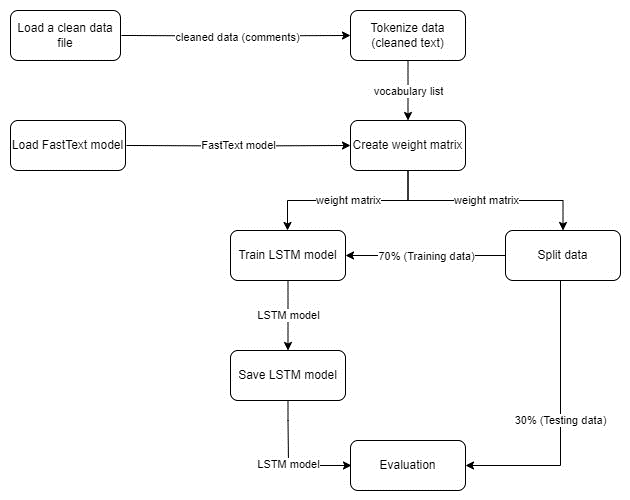 Load a clean data
file
cleaned data (comments)
Tokenize data
(cleaned text)
vocabulary list
Load FastText model
FastText model
Create weight matrix
weight matrix
weight matrix
Train LSTM model
70% (Training data)
Split data
LSTM model
Save LSTM model
30% (Testing data)
LSTM model
Evaluation